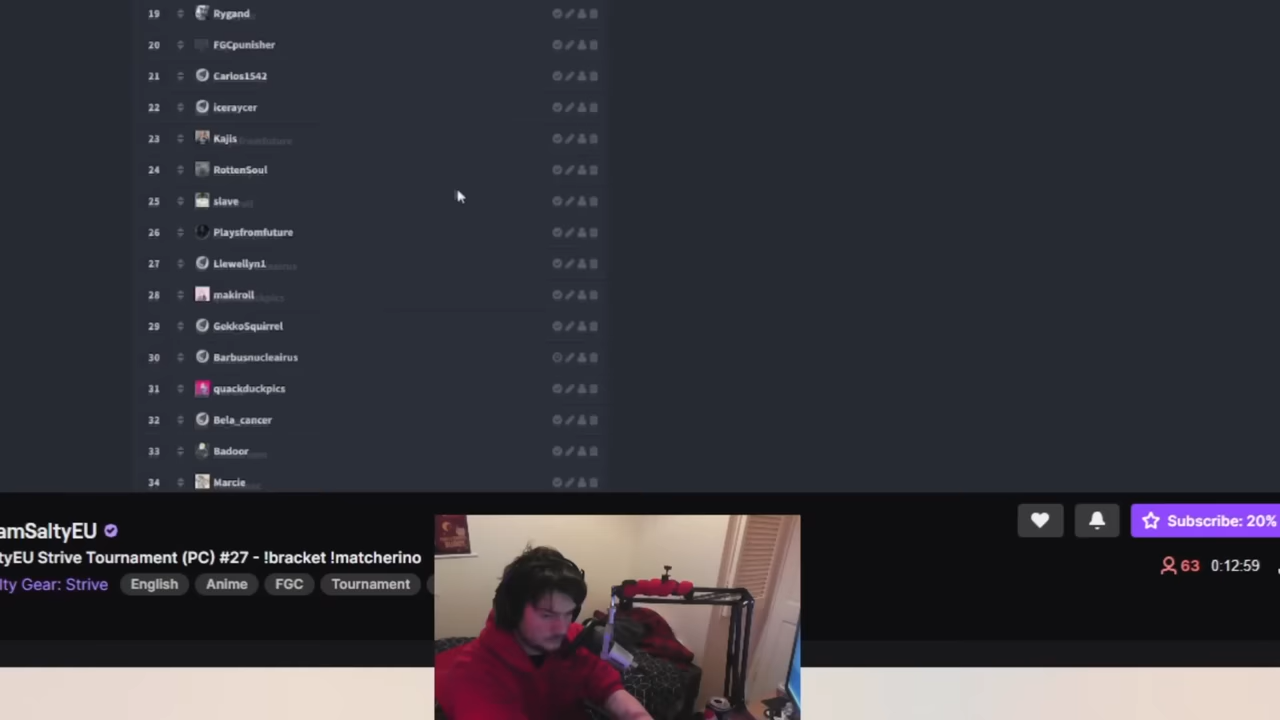 19 Rygand
20 FGCpunisher
21 Carlos1542
22 iceraycer
23 Kajis
24 RottenSoul
25 slave
26 Playsfromfuture
27 Llewellyn1
28 makiroll
29 GekkoSquirrel
30 Barbusnucleairus
31 quackduckpics
32 Bela_cancer
33 Badoor
34 Marcie
amSaltyEU
Subscribe: 20%
tyEU Strive Tournament (PC) #27 - !bracket !matcherino
63 0:12:59
lty Gear: Strive English Anime FGC Tournament